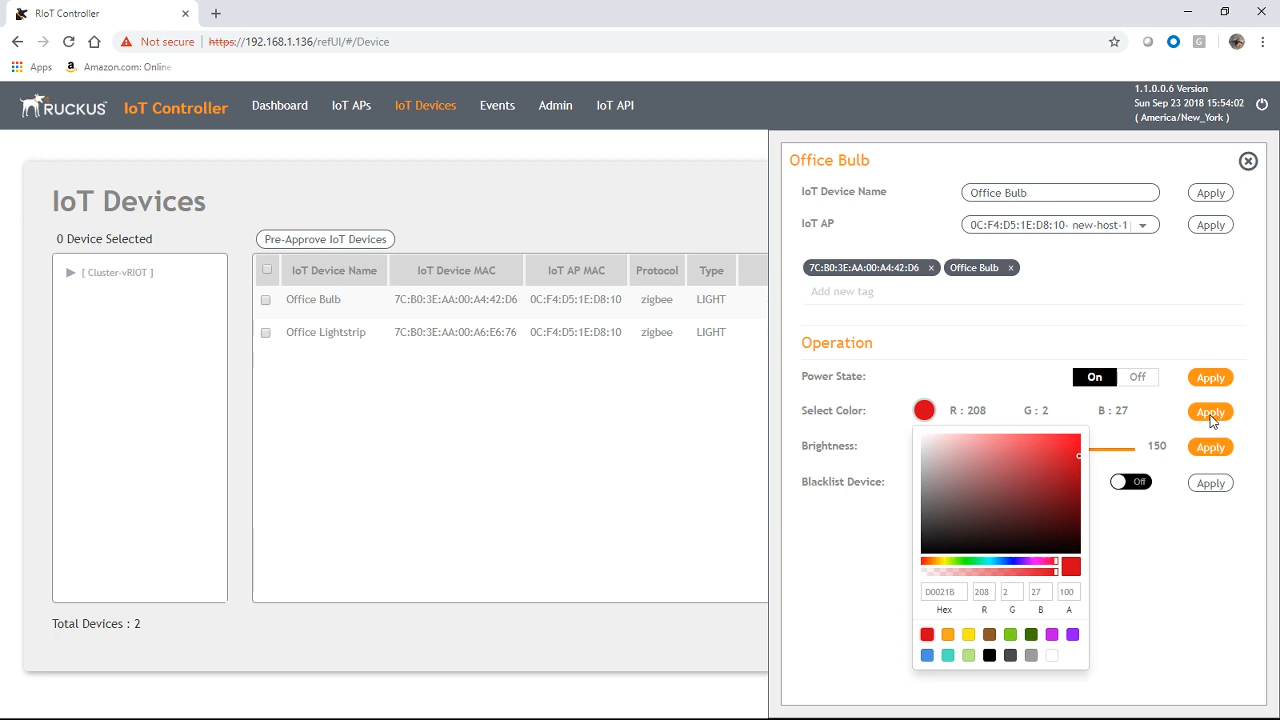 RIoT Controller
Not secure | https://192.168.1.136/refUI/#/Device
G
Apps Amazon.com: Online
RUCKUS IoT Controller Dashboard IoT APs IoT Devices Events Admin IoT API
1.1.0.0.6 Version
Sun Sep 23 2018 15:54:02
( America/New_York )
IoT Devices
0 Device Selected
Pre-Approve IoT Devices
[ Cluster-vRIOT ]
IoT Device Name IoT Device MAC IoT AP MAC Protocol Type
Office Bulb 7C:B0:3E:AA:00:A4:42:D6 0C:F4:D5:1E:D8:10 zigbee LIGHT
Office Lightstrip 7C:B0:3E:AA:00:A6:E6:76 0C:F4:D5:1E:D8:10 zigbee LIGHT
Total Devices : 2
Office Bulb
IoT Device Name Office Bulb Apply
IoT AP 0C:F4:D5:1E:D8:10- new-host-1 Apply
7C:B0:3E:AA:00:A4:42:D6 × Office Bulb ×
Add new tag
Operation
Power State: On Off Apply
Select Color: R : 208 G : 2 B : 27 Apply
Brightness: 150 Apply
Blacklist Device: Off Apply
D0021B 208 2 27 100
Hex R G B A